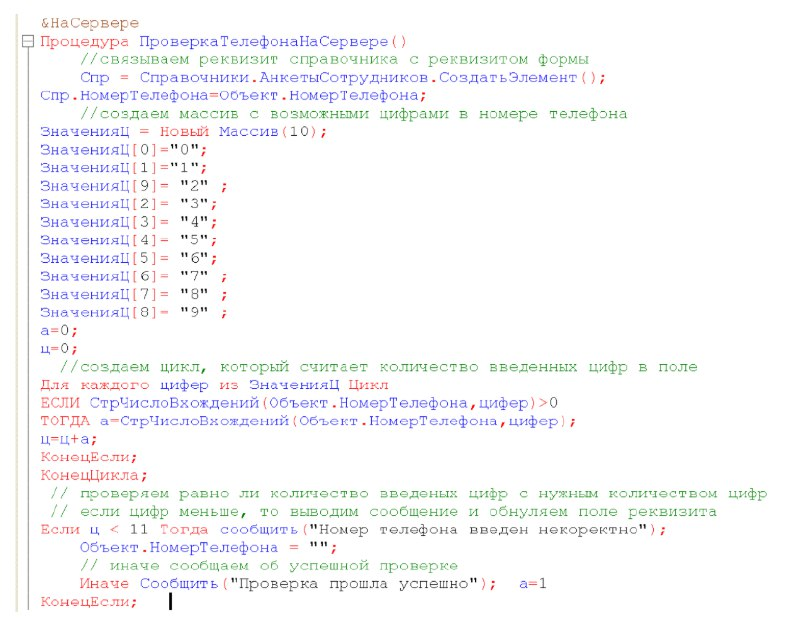 &НаСервере
Процедура ПроверкаТелефонаНаСервере()
//связываем реквизит справочника с реквизитом формы
Спр = Справочники.АнкетыСотрудников.СоздатьЭлемент();
Спр.НомерТелефона=Объект.НомерТелефона;
//создаем массив с возможными цифрами в номере телефона
ЗначенияЦ = Новый Массив(10);
ЗначенияЦ[0]="0";
ЗначенияЦ[1]="1";
ЗначенияЦ[9]= "2" ;
ЗначенияЦ[2]= "3";
ЗначенияЦ[3]= "4";
ЗначенияЦ[4]= "5";
ЗначенияЦ[5]= "6";
ЗначенияЦ[6]= "7" ;
ЗначенияЦ[7]= "8" ;
ЗначенияЦ[8]= "9" ;
а=0;
ц=0;
//создаем цикл, который считает количество введенных цифр в поле
Для каждого цифер из ЗначенияЦ Цикл
ЕСЛИ СтрЧислоВхождений(Объект.НомерТелефона,цифер)>0
ТОГДА а=СтрЧислоВхождений(Объект.НомерТелефона,цифер);
ц=ц+а;
КонецЕсли;
КонецЦикла;
// проверяем равно ли количество введеных цифр с нужным количеством цифр
// если цифр меньше, то выводим сообщение и обнуляем поле реквизита
Если ц < 11 Тогда сообщить("Номер телефона введен некоректно");
Объект.НомерТелефона = "";
// иначе сообщаем об успешной проверке
Иначе Сообщить("Проверка прошла успешно"); а=1
КонецЕсли;